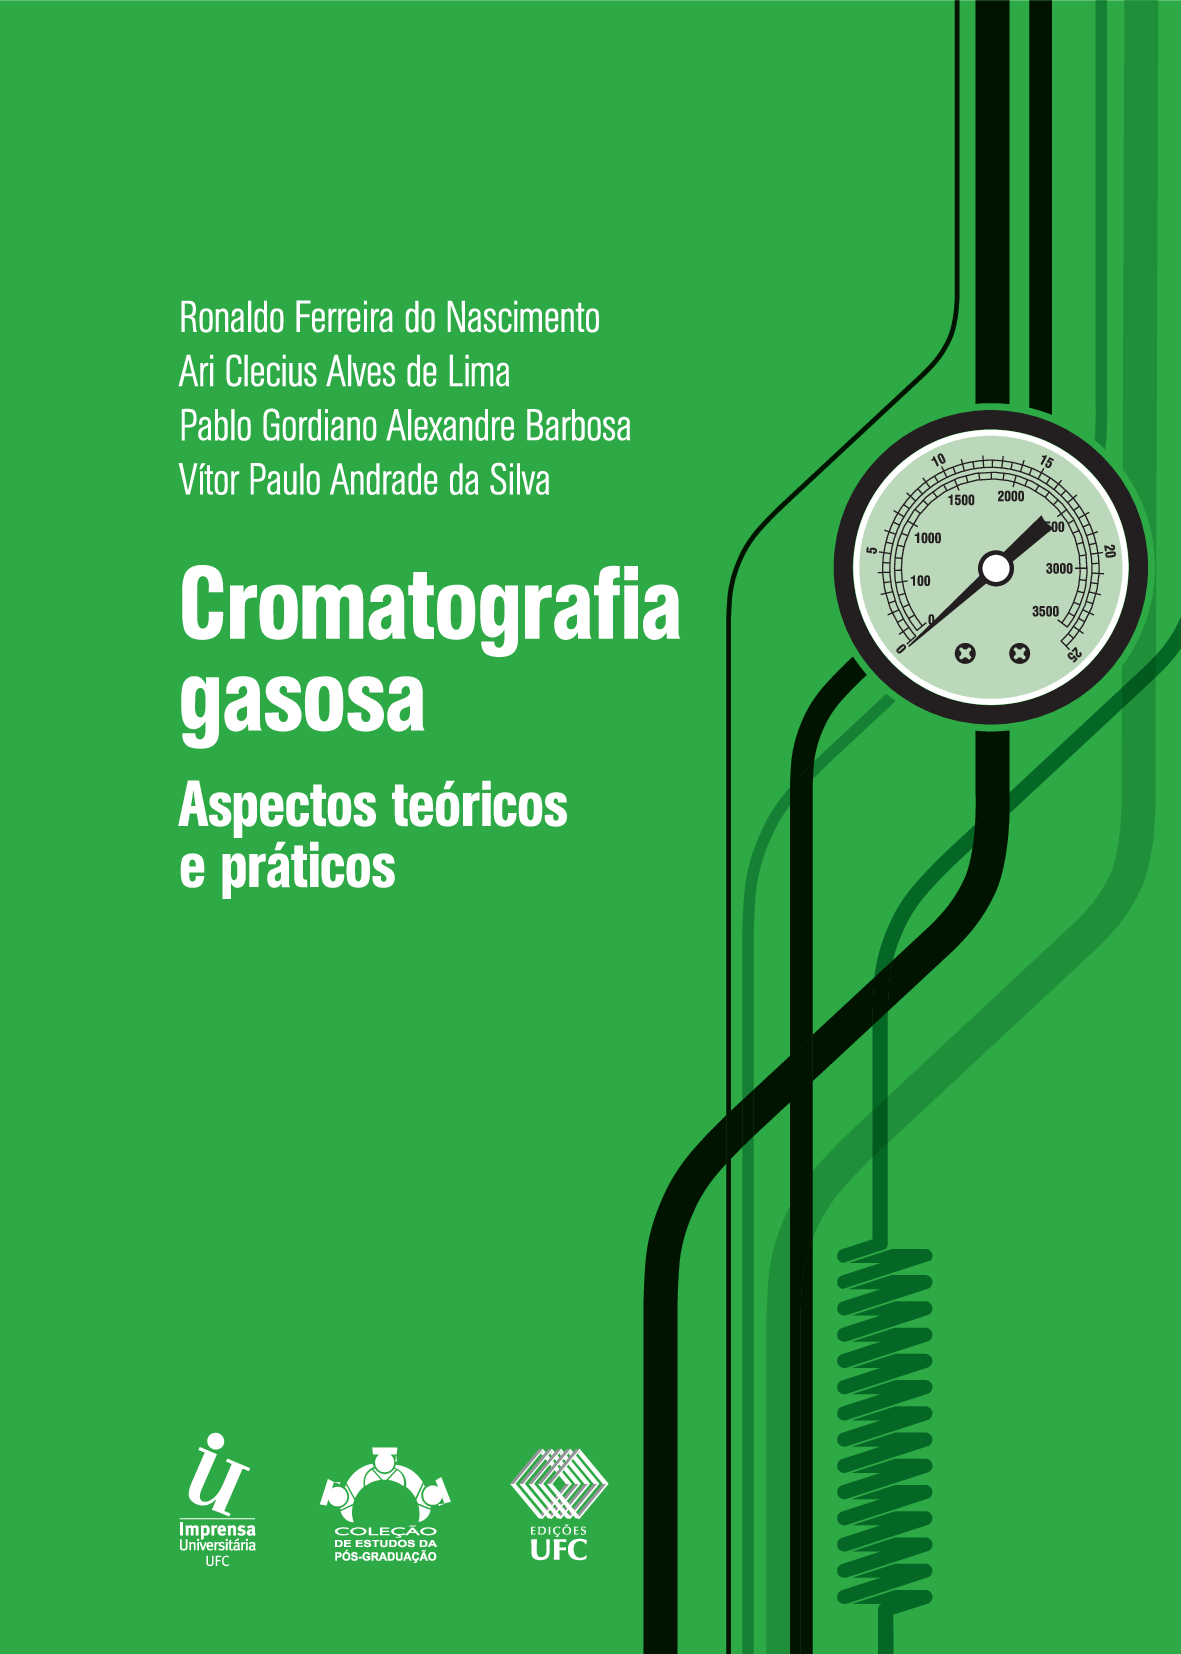 Ronaldo Ferreira do Nascimento
Ari Clecius Alves de Lima
Pablo Gordiano Alexandre Barbosa
Vítor Paulo Andrade da Silva
Cromatografia
gasosa
Aspectos teóricos
e práticos
10
15
1500
2000
5
1000
500
20
100
3000
0
3500
0
25
iu
Imprensa
Universitária
UFC
COLEÇÃO
DE ESTUDOS DA
PÓS-GRADUAÇÃO
EDIÇÕES
UFC